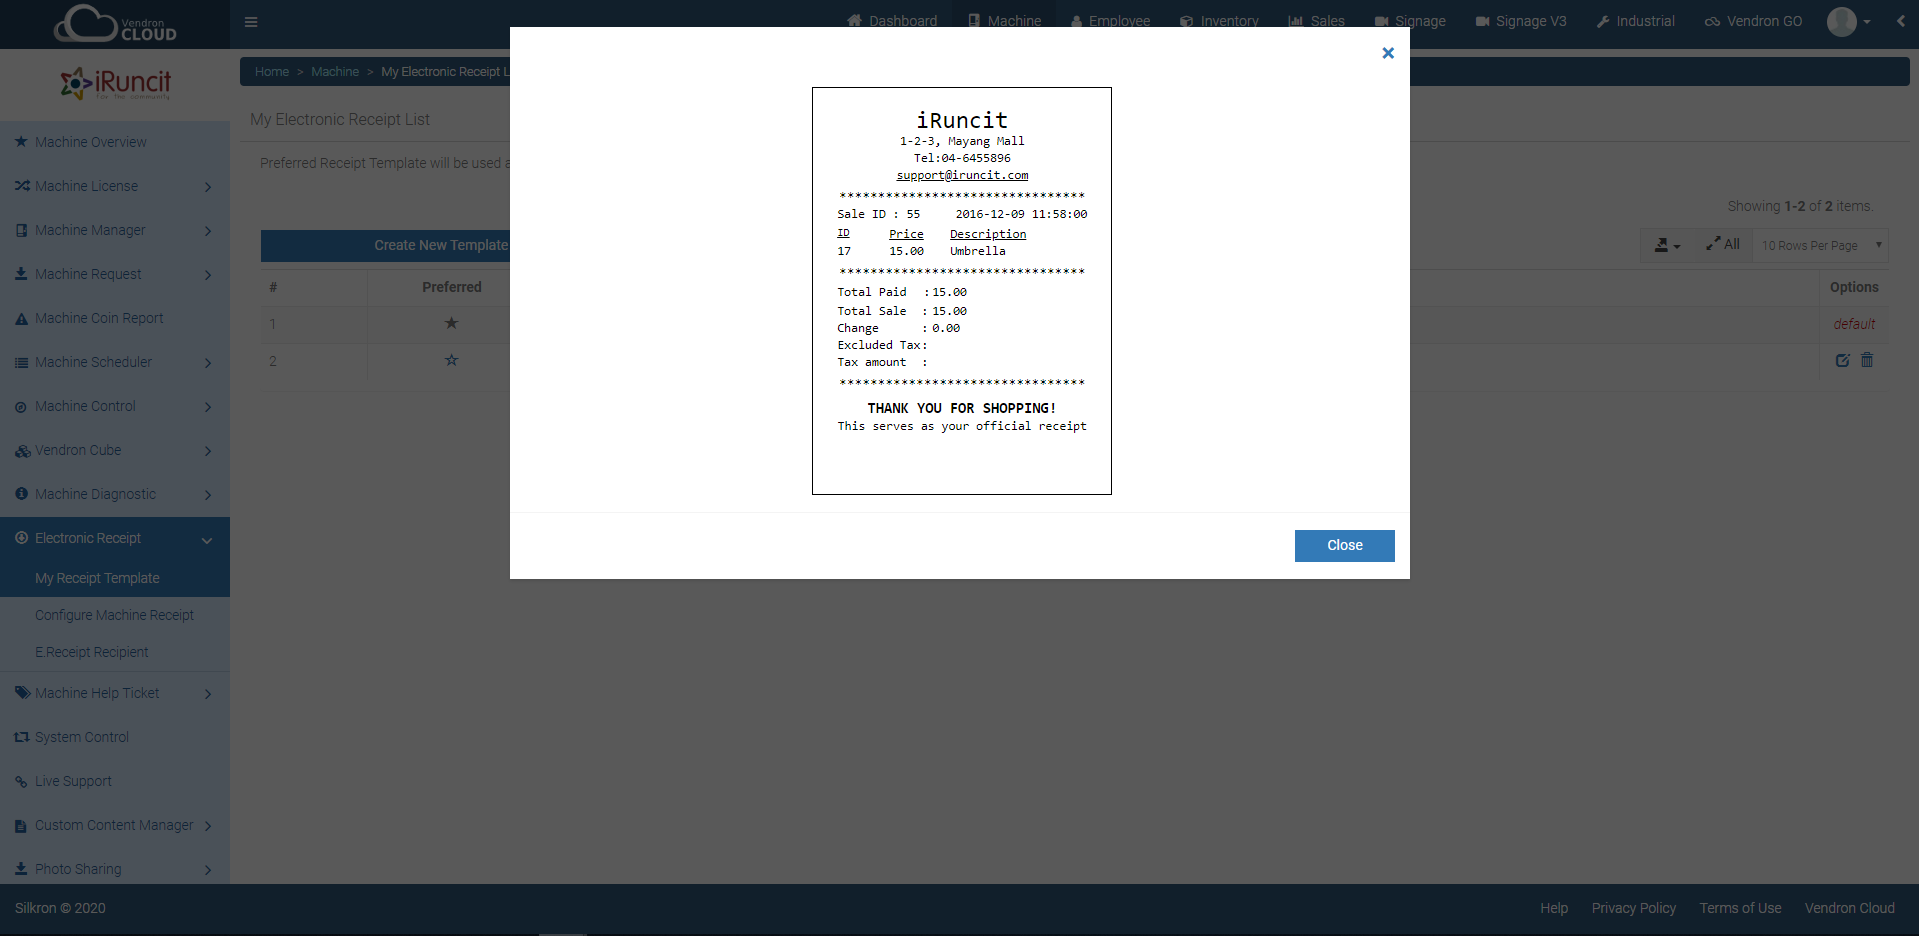 Vendron
CLOUD
Dashboard Machine Employee Inventory Sales Signage Signage V3 Industrial Vendron GO
iRuncit
For The Community
Home > Machine > My Electronic Receipt L
My Electronic Receipt List
Preferred Receipt Template will be used a
Showing 1-2 of 2 items.
Create New Template
All 10 Rows Per Page
# Preferred Options
1 default
2
Machine Overview
Machine License
Machine Manager
Machine Request
Machine Coin Report
Machine Scheduler
Machine Control
Vendron Cube
Machine Diagnostic
Electronic Receipt
My Receipt Template
Configure Machine Receipt
E.Receipt Recipient
Machine Help Ticket
System Control
Live Support
Custom Content Manager
Photo Sharing
×
iRuncit
1-2-3, Mayang Mall
Tel:04-6455896
support@iruncit.com
********************************
Sale ID : 55 2016-12-09 11:58:00
ID Price Description
17 15.00 Umbrella
********************************
Total Paid : 15.00
Total Sale : 15.00
Change : 0.00
Excluded Tax:
Tax amount :
********************************
THANK YOU FOR SHOPPING!
This serves as your official receipt
Close
Silkron © 2020
Help Privacy Policy Terms of Use Vendron Cloud